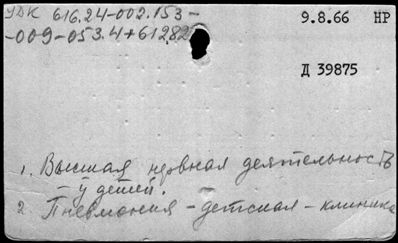 УДК 616.24-002.153-
-009-053.4+612.82
9.8.66 НР
Д 39875
1. Высшая нервная деятельность
- у детей.
2 Пневмония - детская - клиника